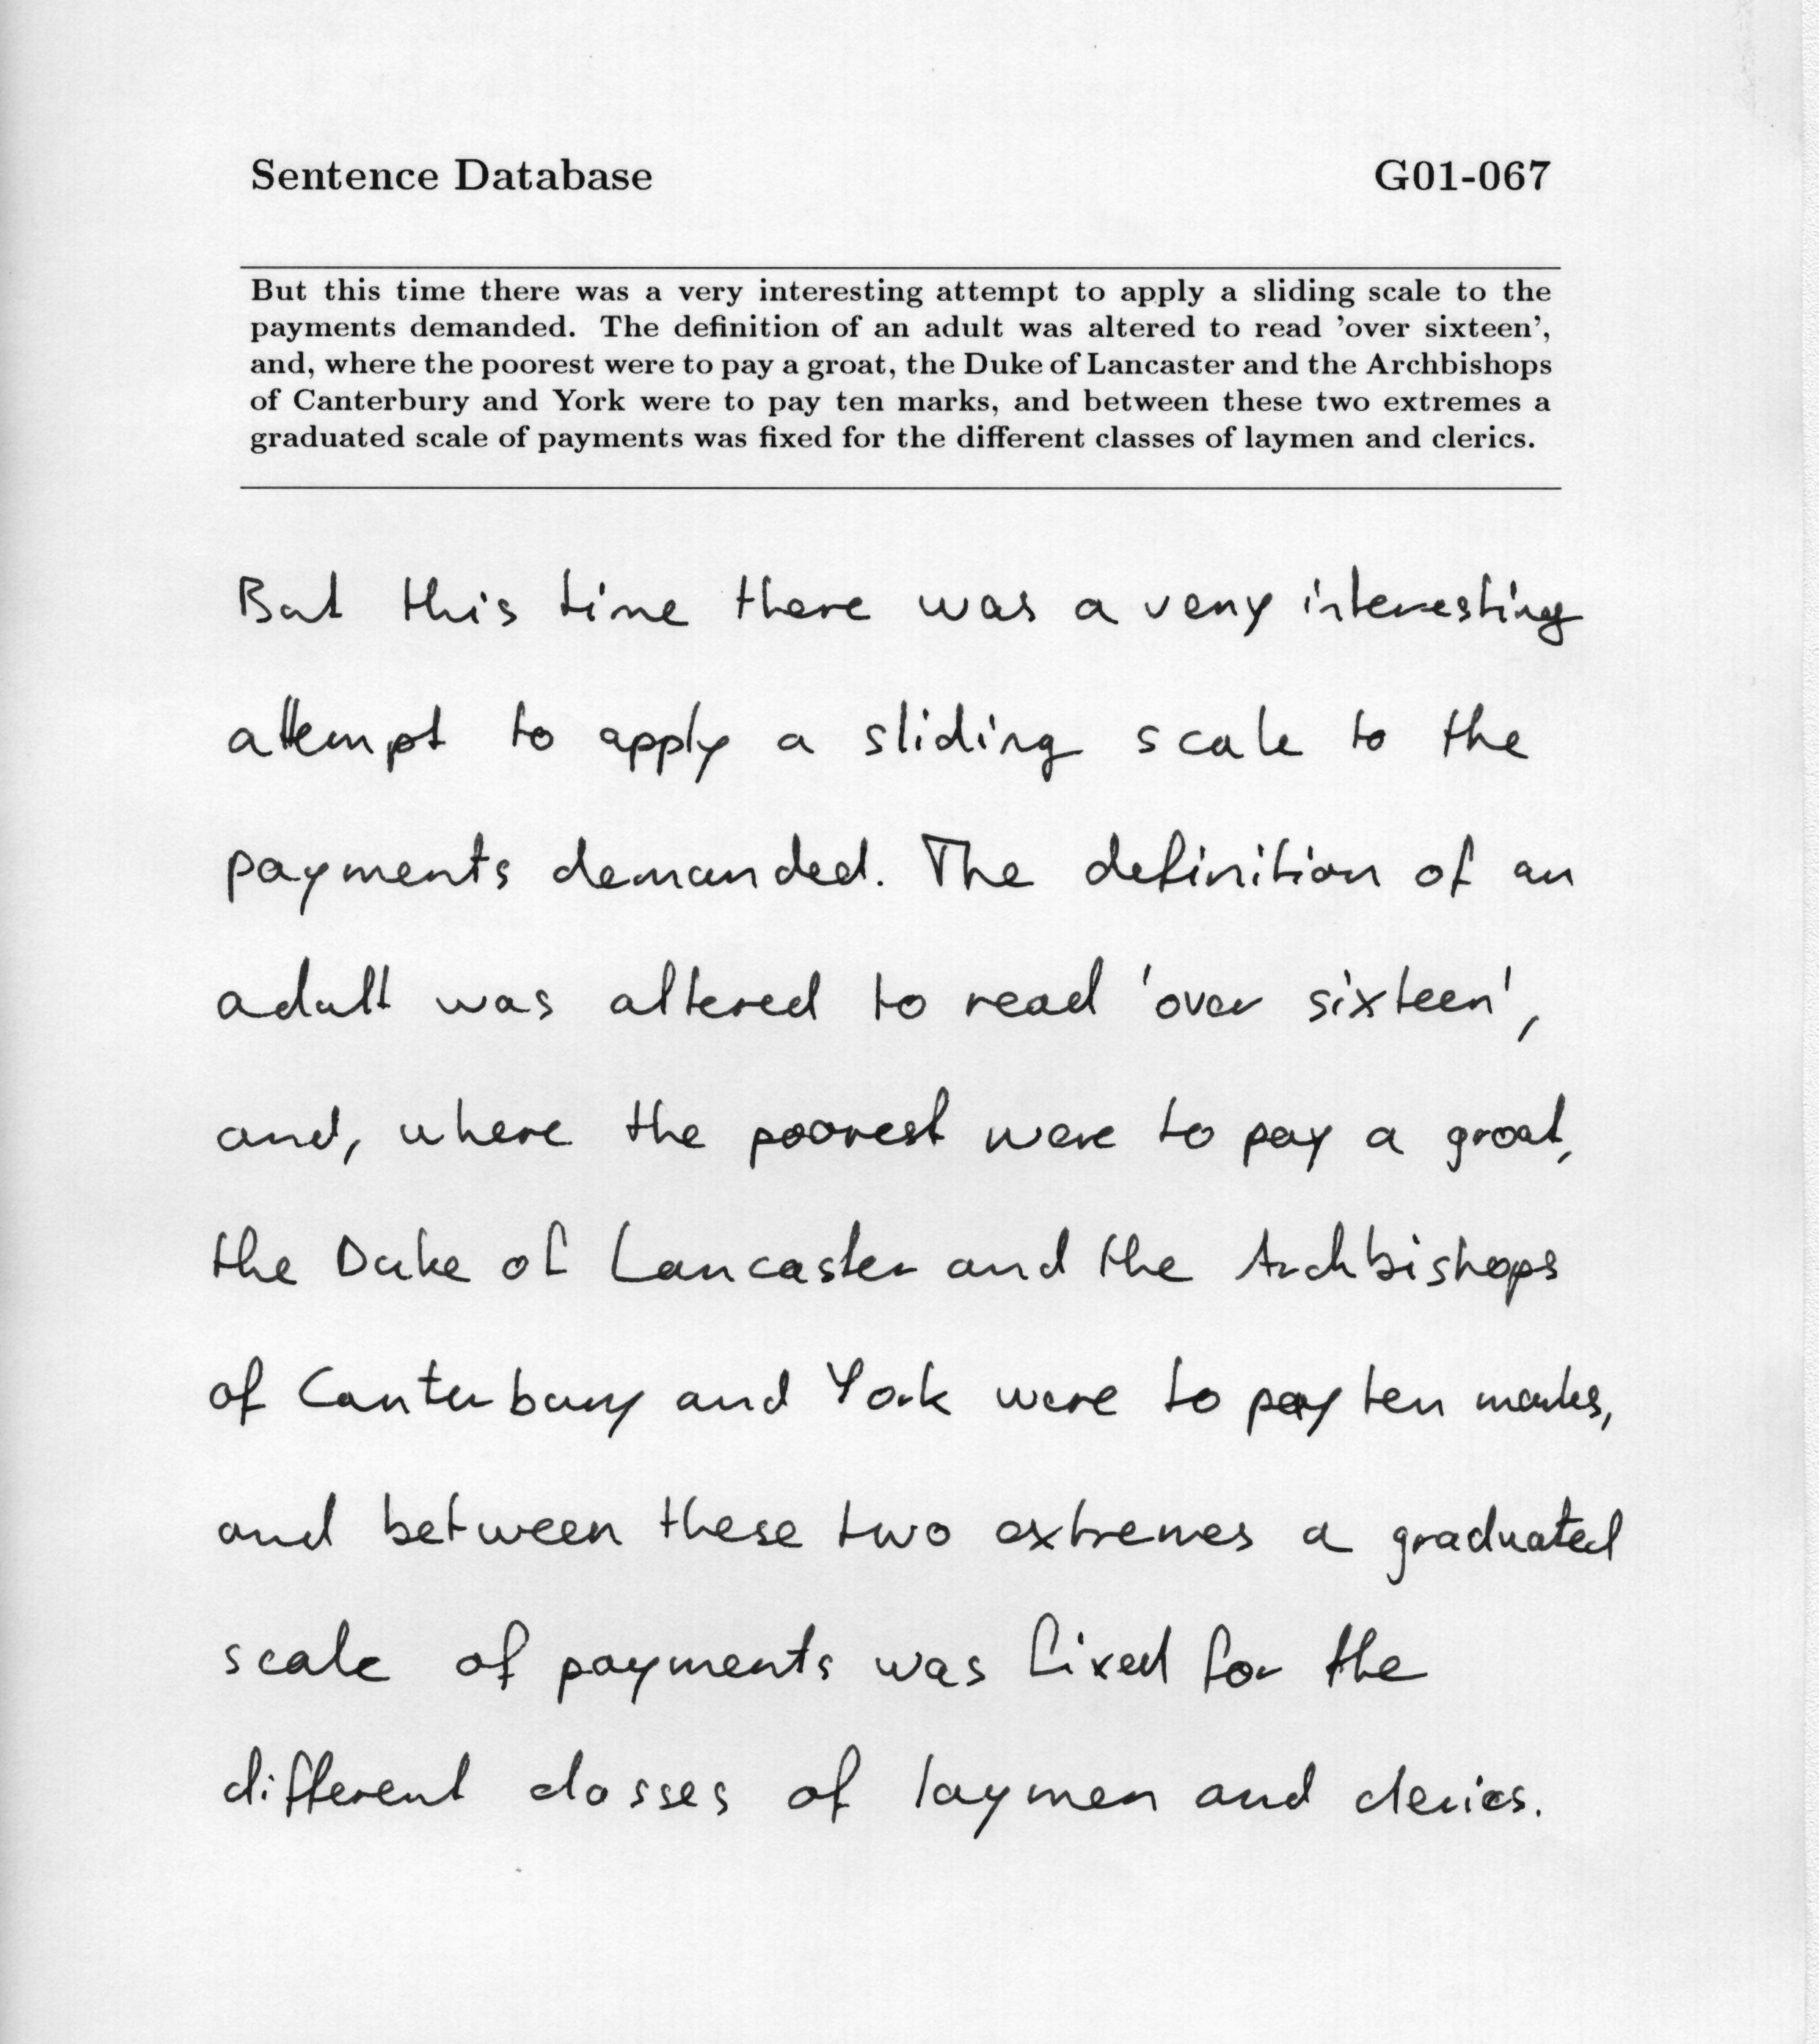 Sentence Database G01-067
But this time there was a very interesting attempt to apply a sliding scale to the
payments demanded. The definition of an adult was altered to read 'over sixteen',
and, where the poorest were to pay a groat, the Duke of Lancaster and the Archbishops
of Canterbury and York were to pay ten marks, and between these two extremes a
graduated scale of payments was fixed for the different classes of laymen and clerics.
But this time there was a very interesting
attempt to apply a sliding scale to the
payments demanded. The definition of an
adult was altered to read 'over sixteen',
and, where the poorest were to pay a groat,
the Duke of Lancaster and the Archbishops
of Canterbury and York were to pay ten marks,
and between these two extremes a graduated
scale of payments was fixed for the
different classes of laymen and clerics.